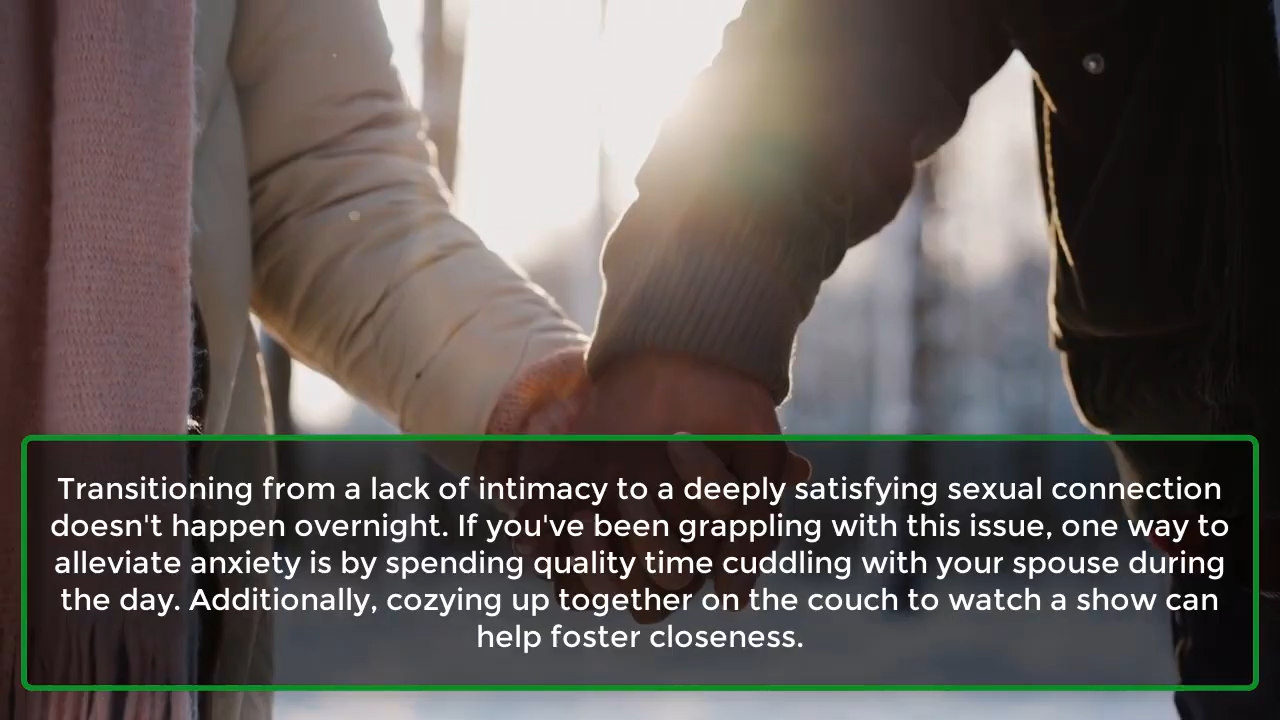 Transitioning from a lack of intimacy to a deeply satisfying sexual connection
doesn't happen overnight. If you've been grappling with this issue, one way to
alleviate anxiety is by spending quality time cuddling with your spouse during
the day. Additionally, cozying up together on the couch to watch a show can
help foster closeness.